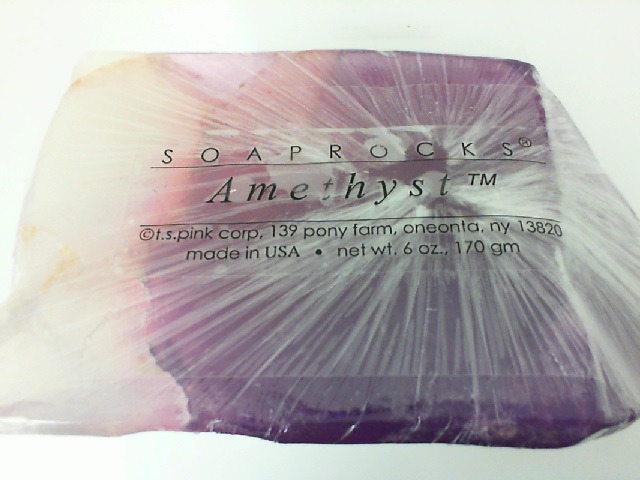 SOAPROCKS®
Amethyst™
©t.s.pink corp, 139 pony farm, oneonta, ny 13820
made in USA • net wt. 6 oz., 170 gm